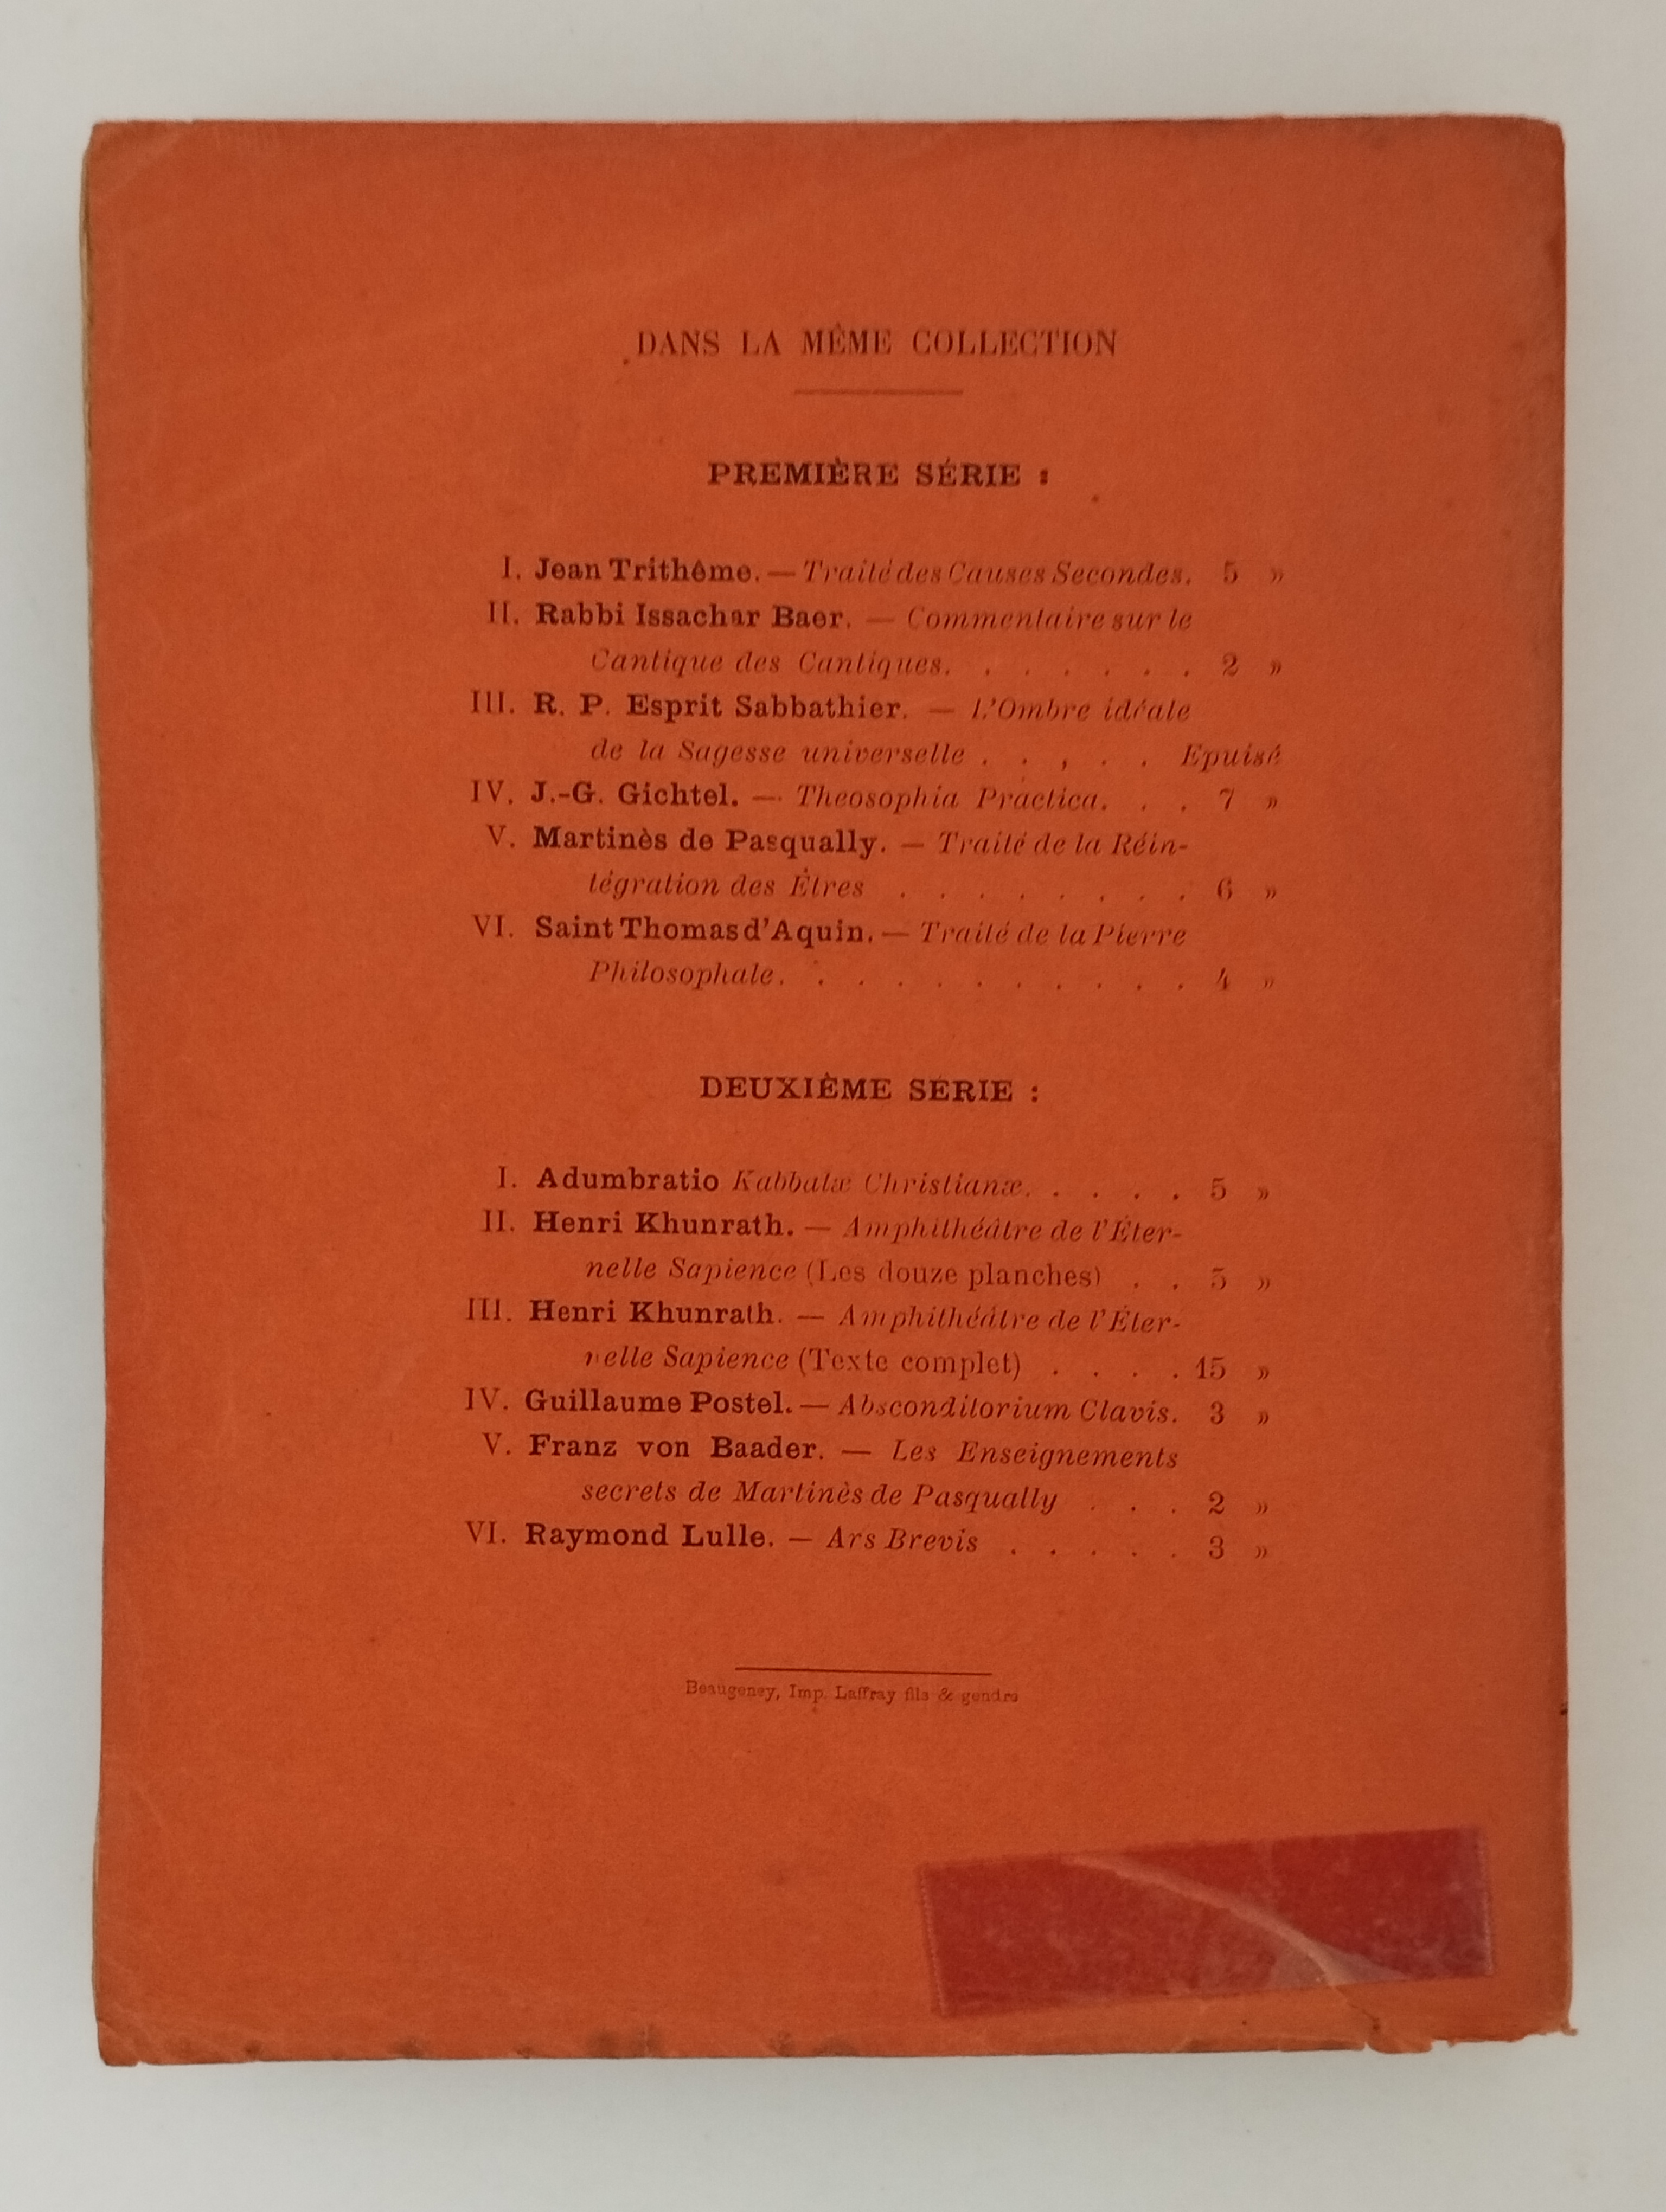 DANS LA MÊME COLLECTION
PREMIÈRE SÉRIE :
I. Jean Trithême. — Traité des Causes Secondes. 5 »
II. Rabbi Issachar Baer. — Commentaire sur le
Cantique des Cantiques. . . . . . . 2 »
III. R. P. Esprit Sabbathier. — L'Ombre idéale
de la Sagesse universelle . . , . . Epuisé
IV. J.-G. Gichtel. — Theosophia Practica. . . 7 »
V. Martinès de Pasqually. — Traité de la Réin-
tégration des Êtres . . . . . . . . 6 »
VI. Saint Thomas d'Aquin. — Traité de la Pierre
Philosophale. . . . . . . . . . . 4 »
DEUXIÈME SÉRIE :
I. Adumbratio Kabbalæ Christianæ. . . . . 5 »
II. Henri Khunrath. — Amphithéâtre de l'Éter-
nelle Sapience (Les douze planches) . . 5 »
III. Henri Khunrath. — Amphithéâtre de l'Éter-
nelle Sapience (Texte complet) . . . . 15 »
IV. Guillaume Postel. — Absconditorium Clavis. 3 »
V. Franz von Baader. — Les Enseignements
secrets de Martinès de Pasqually . . . 2 »
VI. Raymond Lulle. — Ars Brevis . . . . . 3 »
Beaugency, Imp. Laffray fils & gendre